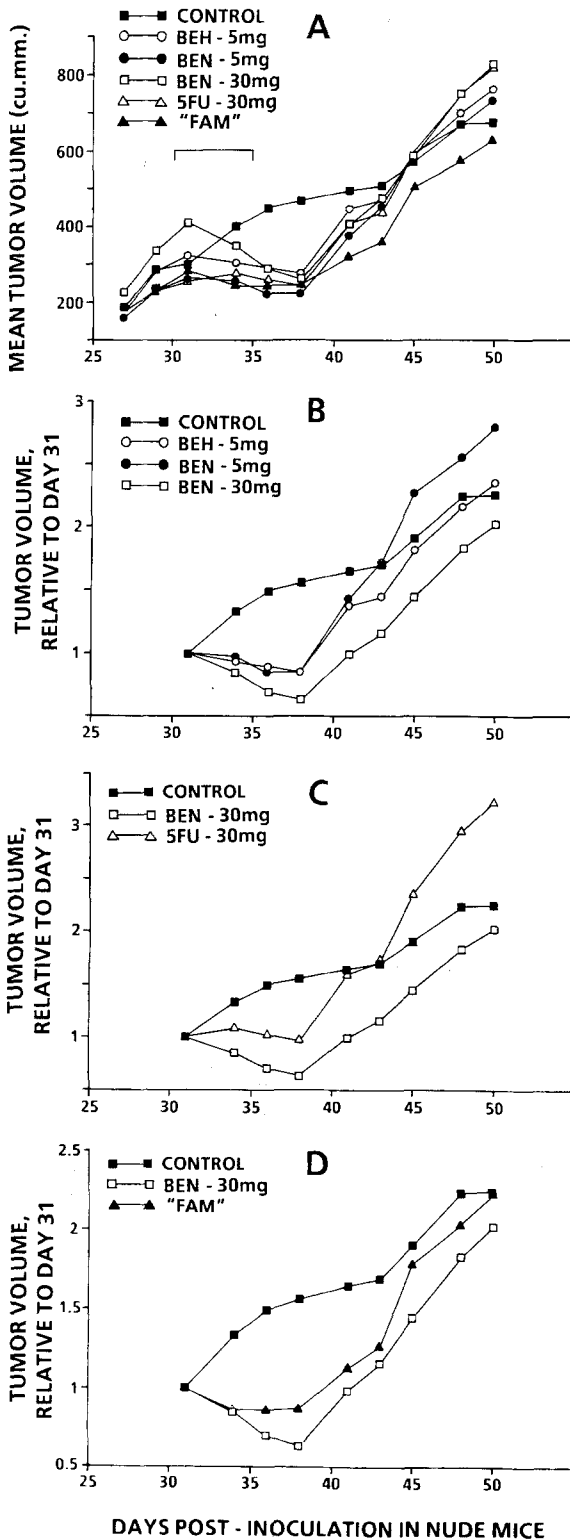 CONTROL
BEH - 5mg
BEN - 5mg
BEN - 30mg
5FU - 30mg
"FAM"
A
MEAN TUMOR VOLUME (cu.mm.)
800
600
400
200
25 30 35 40 45 50
B
CONTROL
BEH - 5mg
BEN - 5mg
BEN - 30mg
TUMOR VOLUME,
RELATIVE TO DAY 31
3
2
1
25 30 35 40 45 50
C
CONTROL
BEN - 30mg
5FU - 30mg
TUMOR VOLUME,
RELATIVE TO DAY 31
3
2
1
25 30 35 40 45 50
D
CONTROL
BEN - 30mg
"FAM"
TUMOR VOLUME,
RELATIVE TO DAY 31
2.5
2
1.5
1
0.5
25 30 35 40 45 50
DAYS POST - INOCULATION IN NUDE MICE